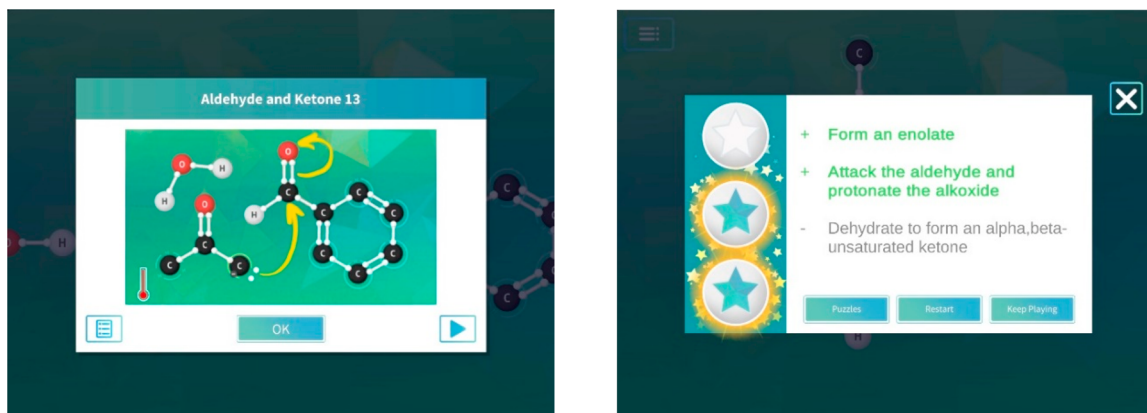 Aldehyde and Ketone 13
O
O
H
C
C
C
H
O
H
C
C
C
C
H
C
C
C
C
C
C
O
H
C
C
OK
C
+ Form an enolate
+ Attack the aldehyde and
protonate the alkoxide
- Dehydrate to form an alpha,beta-
unsaturated ketone
Puzzles
Restart
Keep Playing
H